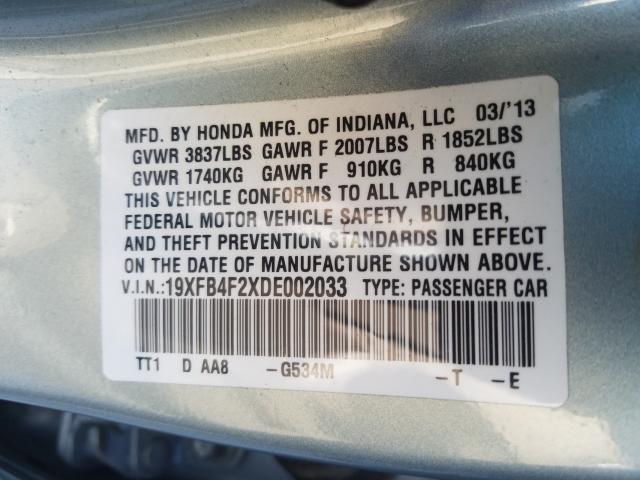 MFD. BY HONDA MFG. OF INDIANA, LLC 03/'13
GVWR 3837LBS GAWR F 2007LBS R 1852LBS
GVWR 1740KG GAWR F 910KG R 840KG
THIS VEHICLE CONFORMS TO ALL APPLICABLE
FEDERAL MOTOR VEHICLE SAFETY, BUMPER,
AND THEFT PREVENTION STANDARDS IN EFFECT
ON THE DATE OF MANUFACTURE SHOWN ABOVE.
V.I.N.:19XFB4F2XDE002033 TYPE: PASSENGER CAR
TT1 D AA8 -G534M -T -E